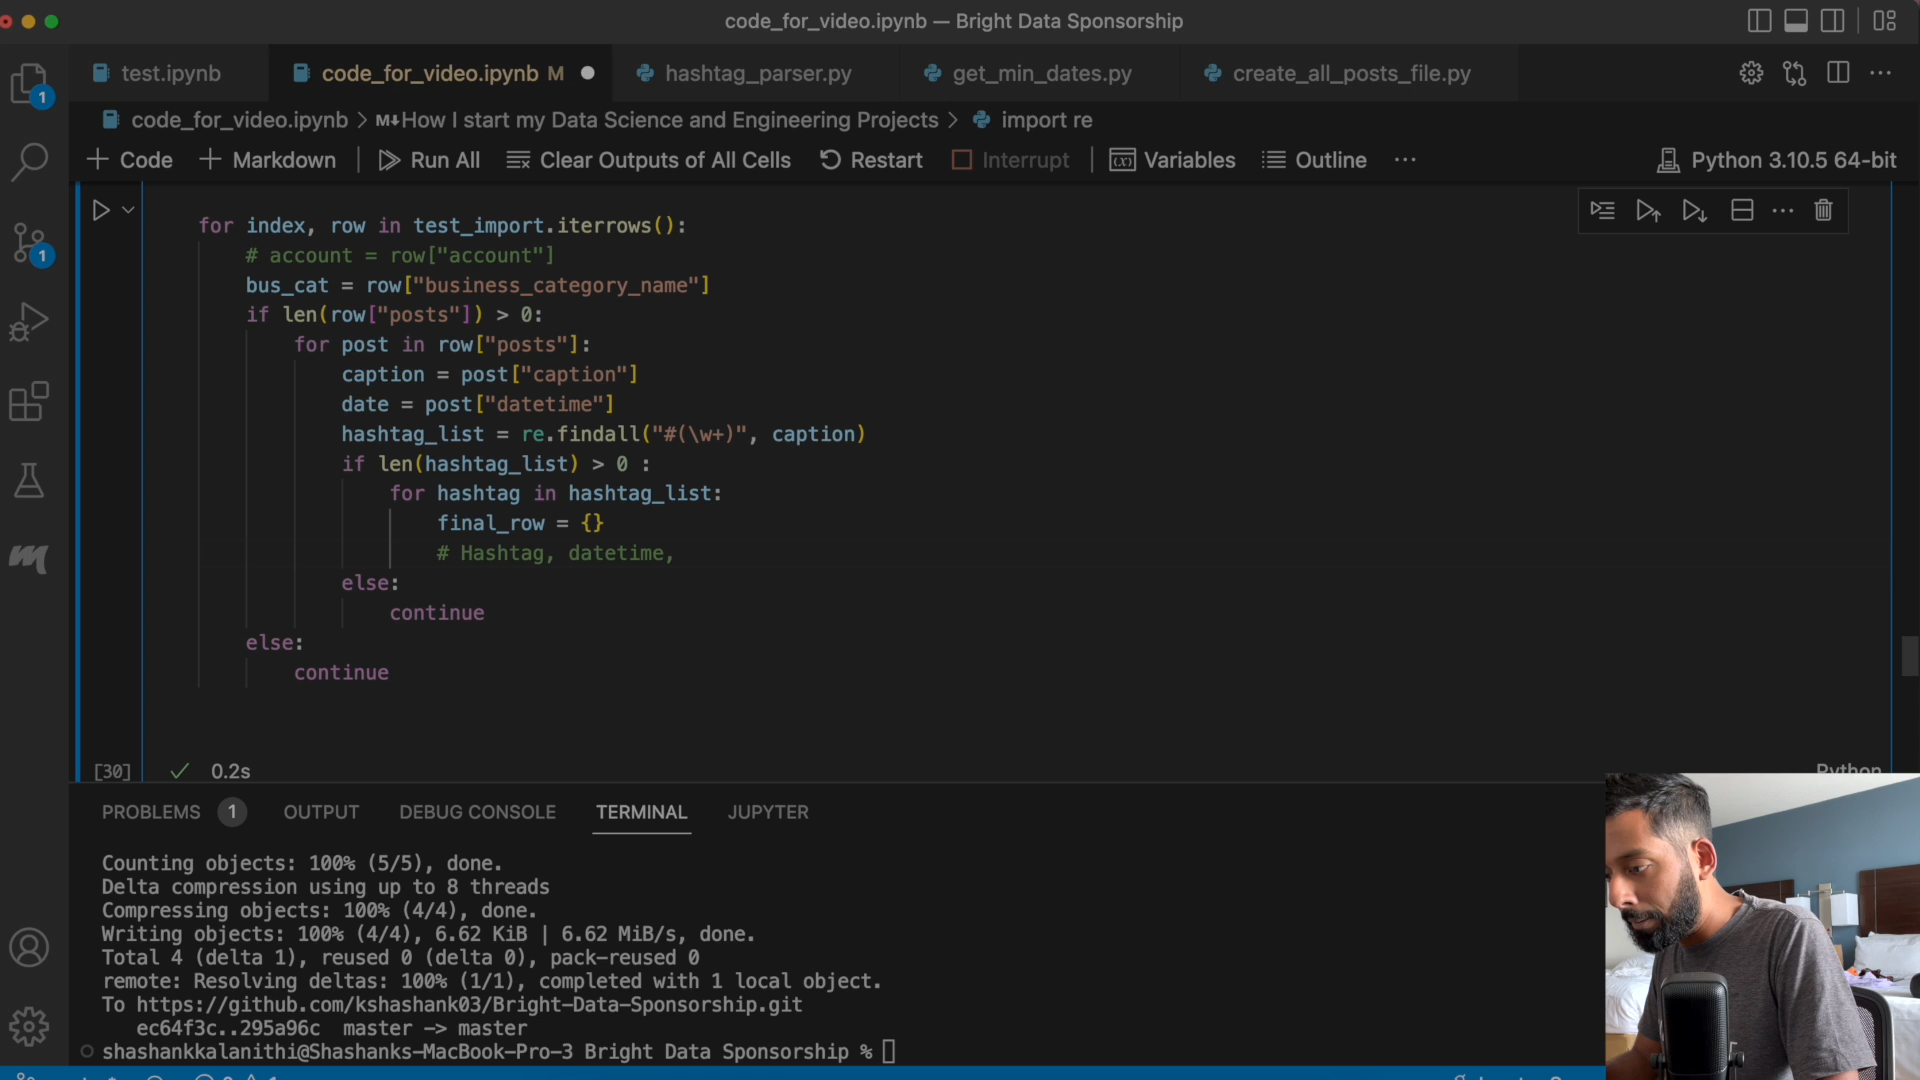 code_for_video.ipynb — Bright Data Sponsorship
test.ipynb code_for_video.ipynb M hashtag_parser.py get_min_dates.py create_all_posts_file.py
1
code_for_video.ipynb > M↓How I start my Data Science and Engineering Projects > import re
Code Markdown Run All Clear Outputs of All Cells Restart Interrupt Variables Outline ... Python 3.10.5 64-bit
1
for index, row in test_import.iterrows():
# account = row["account"]
bus_cat = row["business_category_name"]
if len(row["posts"]) > 0:
for post in row["posts"]:
caption = post["caption"]
date = post["datetime"]
hashtag_list = re.findall("#(\w+)", caption)
if len(hashtag_list) > 0 :
for hashtag in hashtag_list:
final_row = {}
# Hashtag, datetime,
else:
continue
else:
continue
[30] 0.2s Python
PROBLEMS 1 OUTPUT DEBUG CONSOLE TERMINAL JUPYTER
Counting objects: 100% (5/5), done.
Delta compression using up to 8 threads
Compressing objects: 100% (4/4), done.
Writing objects: 100% (4/4), 6.62 KiB | 6.62 MiB/s, done.
Total 4 (delta 1), reused 0 (delta 0), pack-reused 0
remote: Resolving deltas: 100% (1/1), completed with 1 local object.
To https://github.com/kshashank03/Bright-Data-Sponsorship.git
ec64f3c..295a96c master -> master
shashankkalanithi@Shashanks-MacBook-Pro-3 Bright Data Sponsorship %